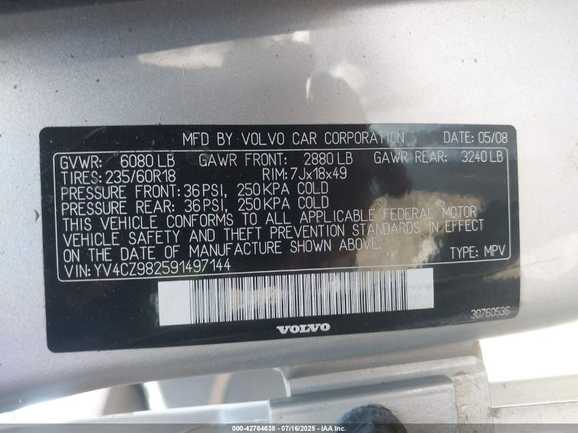 MFD BY VOLVO CAR CORPORATION DATE: 05/08
GVWR: 6080 LB GAWR FRONT: 2880 LB GAWR REAR: 3240 LB
TIRES: 235/60R18 RIM: 7Jx18x49
PRESSURE FRONT: 36 PSI, 250 KPA COLD
PRESSURE REAR: 36 PSI, 250 KPA COLD
THIS VEHICLE CONFORMS TO ALL APPLICABLE FEDERAL MOTOR
VEHICLE SAFETY AND THEFT PREVENTION STANDARDS IN EFFECT
ON THE DATE OF MANUFACTURE SHOWN ABOVE.
VIN: YV4CZ982591497144 TYPE: MPV
VOLVO 30760536
000-42764638 - 07/16/2025 - IAA Inc.